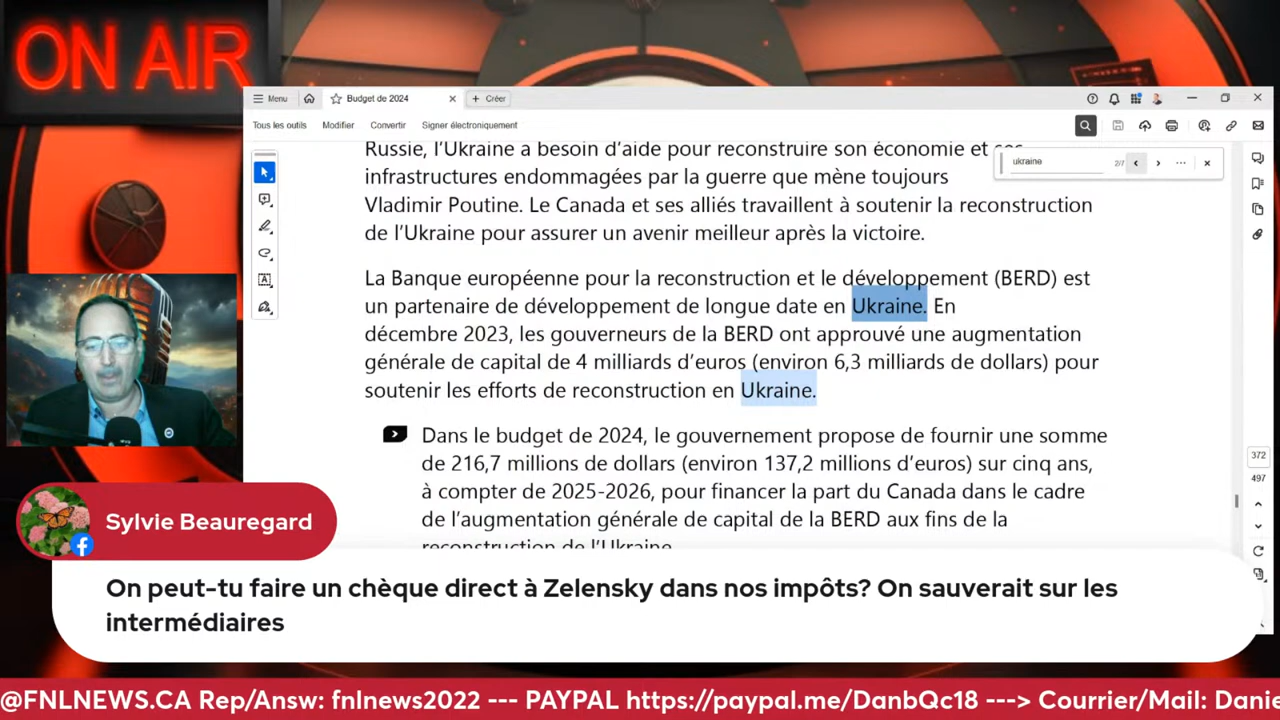 ON AIR
Menu
Budget de 2024
Créer
Tous les outils
Modifier
Convertir
Signer électroniquement
ukraine
2/7
Russie, l'Ukraine a besoin d'aide pour reconstruire son économie et ses
infrastructures endommagées par la guerre que mène toujours
Vladimir Poutine. Le Canada et ses alliés travaillent à soutenir la reconstruction
de l'Ukraine pour assurer un avenir meilleur après la victoire.
La Banque européenne pour la reconstruction et le développement (BERD) est
un partenaire de développement de longue date en Ukraine. En
décembre 2023, les gouverneurs de la BERD ont approuvé une augmentation
générale de capital de 4 milliards d'euros (environ 6,3 milliards de dollars) pour
soutenir les efforts de reconstruction en Ukraine.
Dans le budget de 2024, le gouvernement propose de fournir une somme
de 216,7 millions de dollars (environ 137,2 millions d'euros) sur cinq ans,
à compter de 2025-2026, pour financer la part du Canada dans le cadre
de l'augmentation générale de capital de la BERD aux fins de la
reconstruction de l'Ukraine.
372
497
Sylvie Beauregard
On peut-tu faire un chèque direct à Zelensky dans nos impôts? On sauverait sur les
intermédiaires
@FNLNEWS.CA Rep/Answ: fnlnews2022 --- PAYPAL https://paypal.me/DanbQc18 ---> Courrier/Mail: Danie